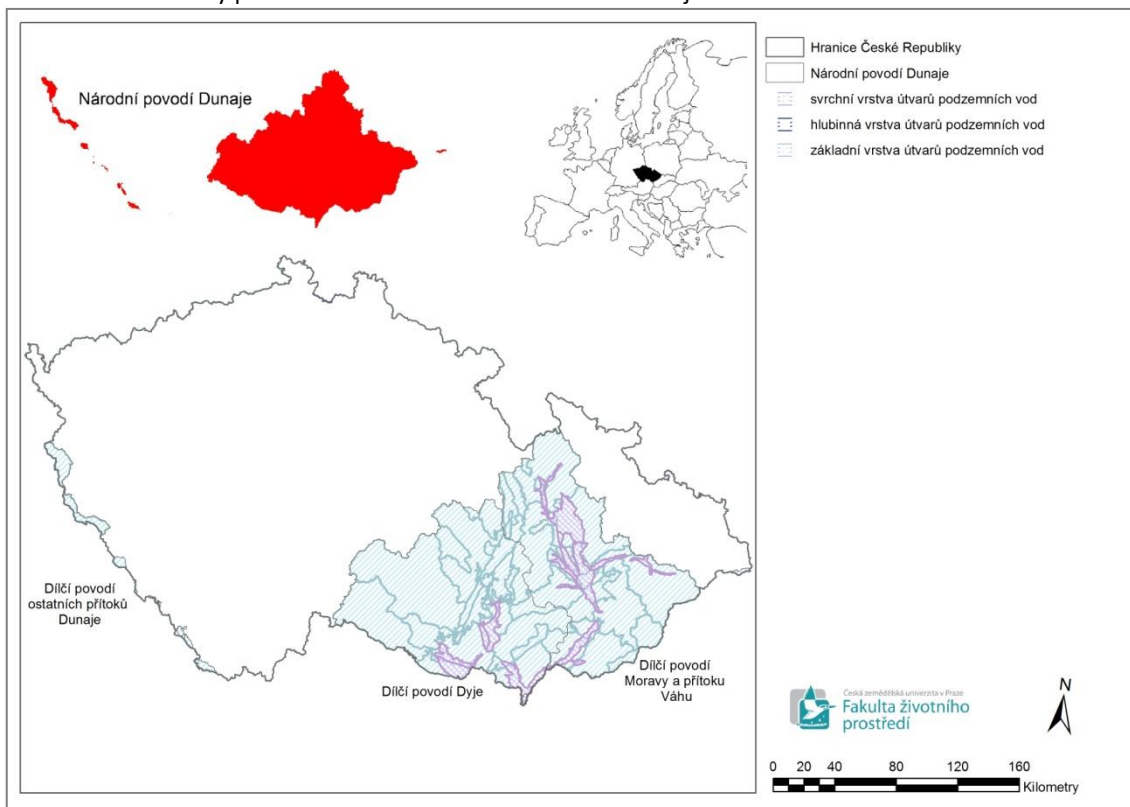 Národní povodí Dunaje
Hranice České Republiky
Národní povodí Dunaje
svrchní vrstva útvarů podzemních vod
hlubinná vrstva útvarů podzemních vod
základní vrstva útvarů podzemních vod
Dílčí povodí
ostatních přítoků
Dunaje
Dílčí povodí Dyje
Dílčí povodí
Moravy a přítoku
Váhu
Česká zemědělská univerzita v Praze
Fakulta životního
prostředí
N
0 20 40 80 120 160
Kilometry